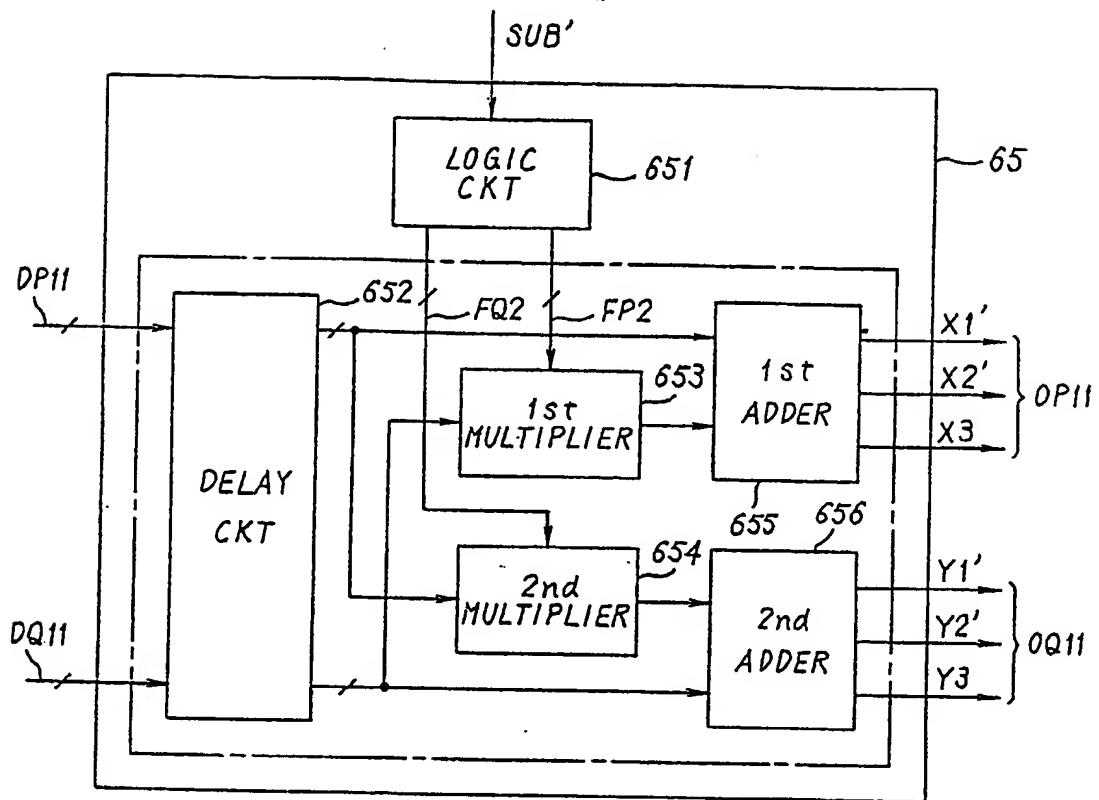 SUB'
LOGIC
CKT
651
65
DP11
652
FQ2
FP2
X1'
1st
MULTIPLIER
653
1st
ADDER
X2'
OP11
X3
DELAY
CKT
655
656
2nd
MULTIPLIER
654
Y1'
DQ11
2nd
ADDER
Y2'
OQ11
Y3